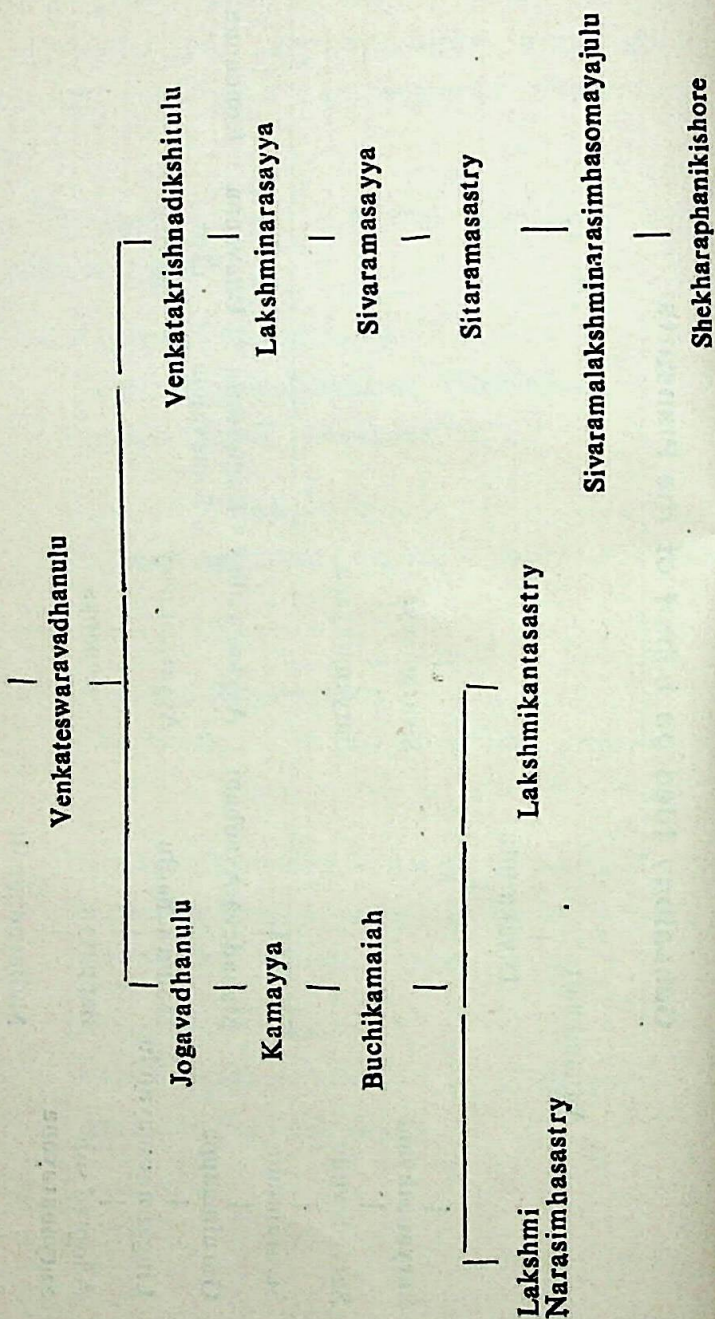 Venkateswaravadhanulu
Jogavadhanulu
Venkatakrishnadikshitulu
Kamayya
Lakshminarasayya
Buchikamaiah
Sivaramasayya
Sitaramasastry
Lakshmi
Narasimhasastry
Lakshmikantasastry
Sivaramalakshminarasimhasomayajulu
Shekharaphanikishore